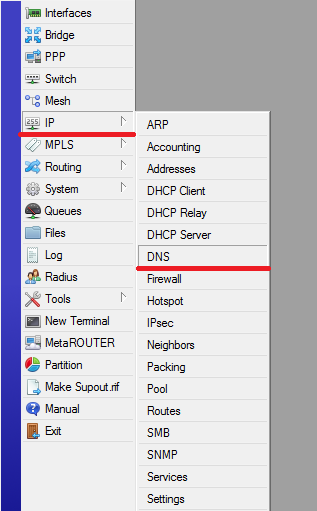 Interfaces
Bridge
PPP
Switch
Mesh
255
IP
MPLS
Routing
System
Queues
Files
Log
Radius
Tools
New Terminal
MetaROUTER
Partition
Make Supout.rif
Manual
Exit
ARP
Accounting
Addresses
DHCP Client
DHCP Relay
DHCP Server
DNS
Firewall
Hotspot
IPsec
Neighbors
Packing
Pool
Routes
SMB
SNMP
Services
Settings